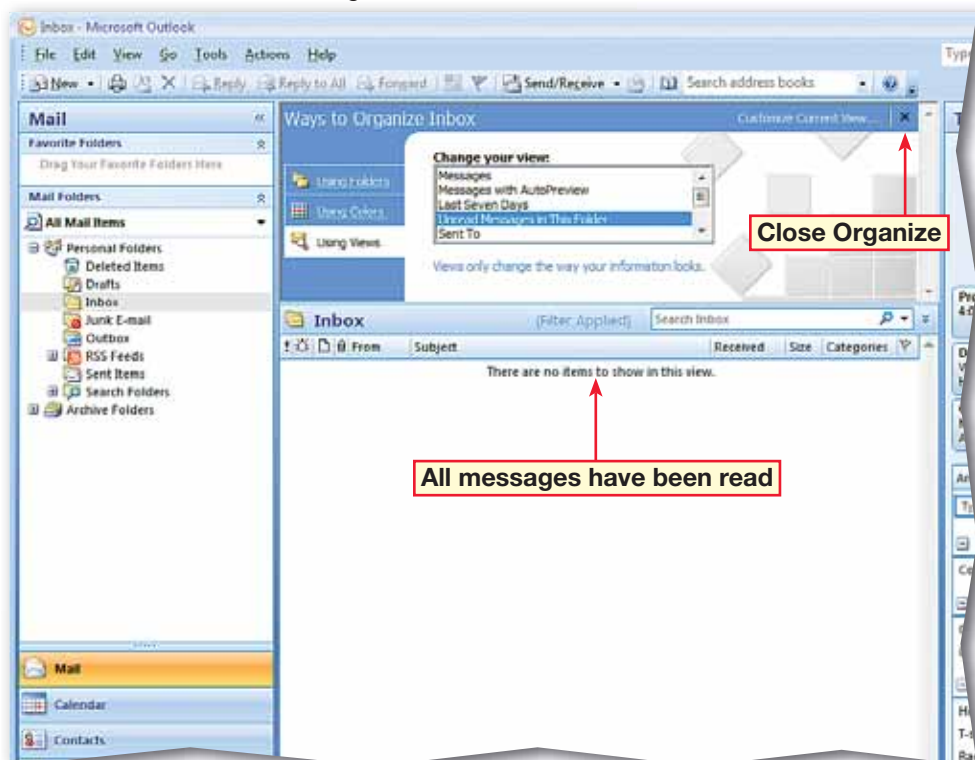 Inbox - Microsoft Outlook
File Edit View Go Tools Actions Help
New Reply Reply to All Forward Send/Receive Search address books
Mail
Favorite Folders
Drag Your Favorite Folders Here
Mail Folders
All Mail Items
Personal Folders
Deleted Items
Drafts
Inbox
Junk E-mail
Outbox
RSS Feeds
Sent Items
Search Folders
Archive Folders
Mail
Calendar
Contacts
Ways to Organize Inbox Customize Current View...
Using Folders
Using Colors
Using Views
Change your view:
Messages
Messages with AutoPreview
Last Seven Days
Unread Messages in This Folder
Sent To
Views only change the way your information looks.
Close Organize
Inbox (Filter Applied) Search Inbox
From Subject Received Size Categories
There are no items to show in this view.
All messages have been read